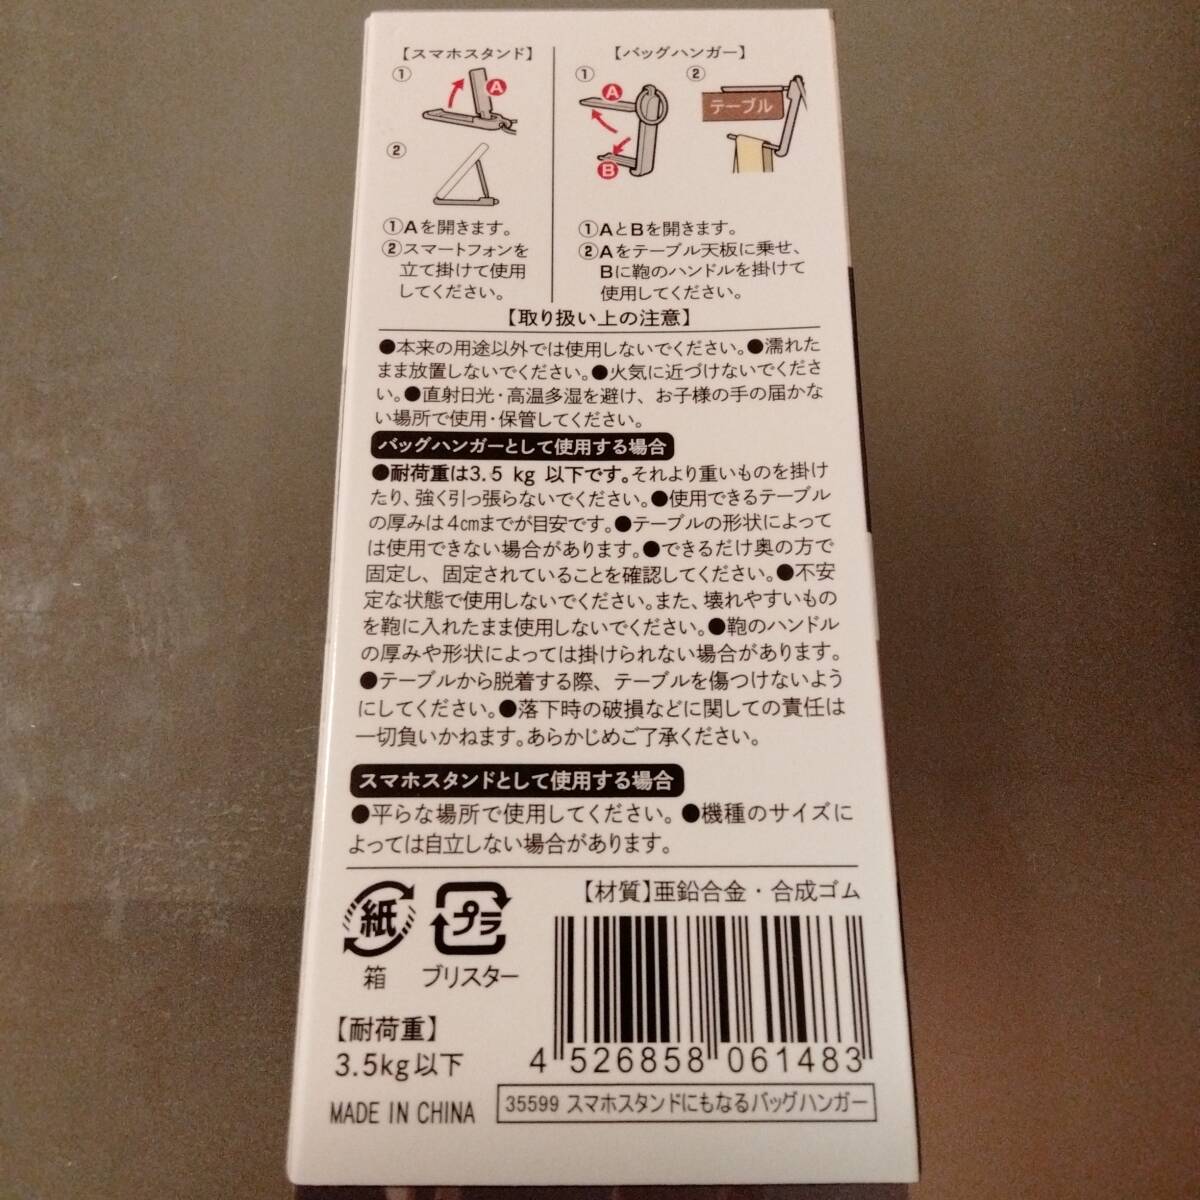 【スマホスタンド】
① A
②
①Aを開きます。
②スマートフォンを
立て掛けて使用
してください。
【バッグハンガー】
① A B
② テーブル
①AとBを開きます。
②Aをテーブル天板に乗せ、
Bに鞄のハンドルを掛けて
使用してください。
【取り扱い上の注意】
●本来の用途以外では使用しないでください。●濡れた
まま放置しないでください。●火気に近づけないでくださ
い。●直射日光・高温多湿を避け、お子様の手の届かな
い場所で使用・保管してください。
バッグハンガーとして使用する場合
●耐荷重は3.5 kg 以下です。それより重いものを掛け
たり、強く引っ張らないでください。●使用できるテーブル
の厚みは4㎝までが目安です。●テーブルの形状によって
は使用できない場合があります。●できるだけ奥の方で
固定し、固定されていることを確認してください。●不安
定な状態で使用しないでください。また、壊れやすいもの
を鞄に入れたまま使用しないでください。●鞄のハンドル
の厚みや形状によっては掛けられない場合があります。
●テーブルから脱着する際、テーブルを傷つけないよう
にしてください。●落下時の破損などに関しての責任は
一切負いかねます。あらかじめご了承ください。
スマホスタンドとして使用する場合
●平らな場所で使用してください。●機種のサイズに
よっては自立しない場合があります。
【材質】亜鉛合金・合成ゴム
紙
箱
プラ
ブリスター
【耐荷重】
3.5kg以下
MADE IN CHINA
4 526858 061483
35599 スマホスタンドにもなるバッグハンガー